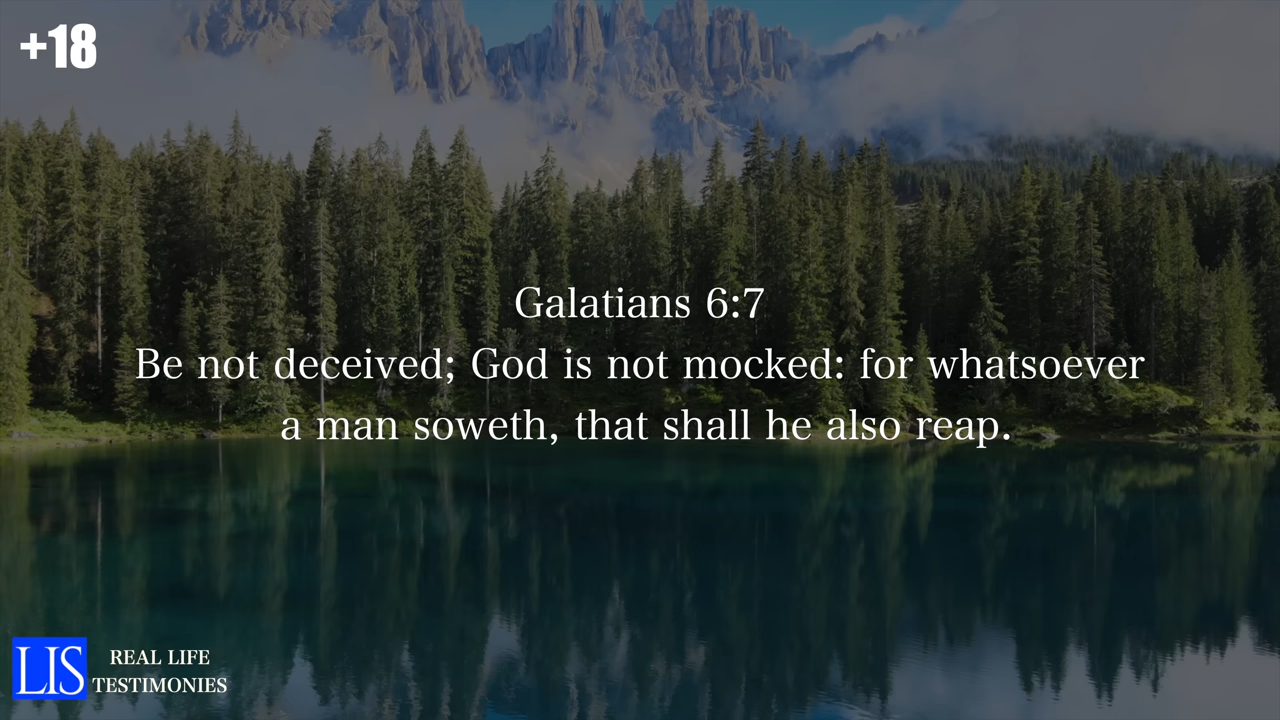 +18
Galatians 6:7
Be not deceived; God is not mocked: for whatsoever
a man soweth, that shall he also reap.
LIS
REAL LIFE
TESTIMONIES